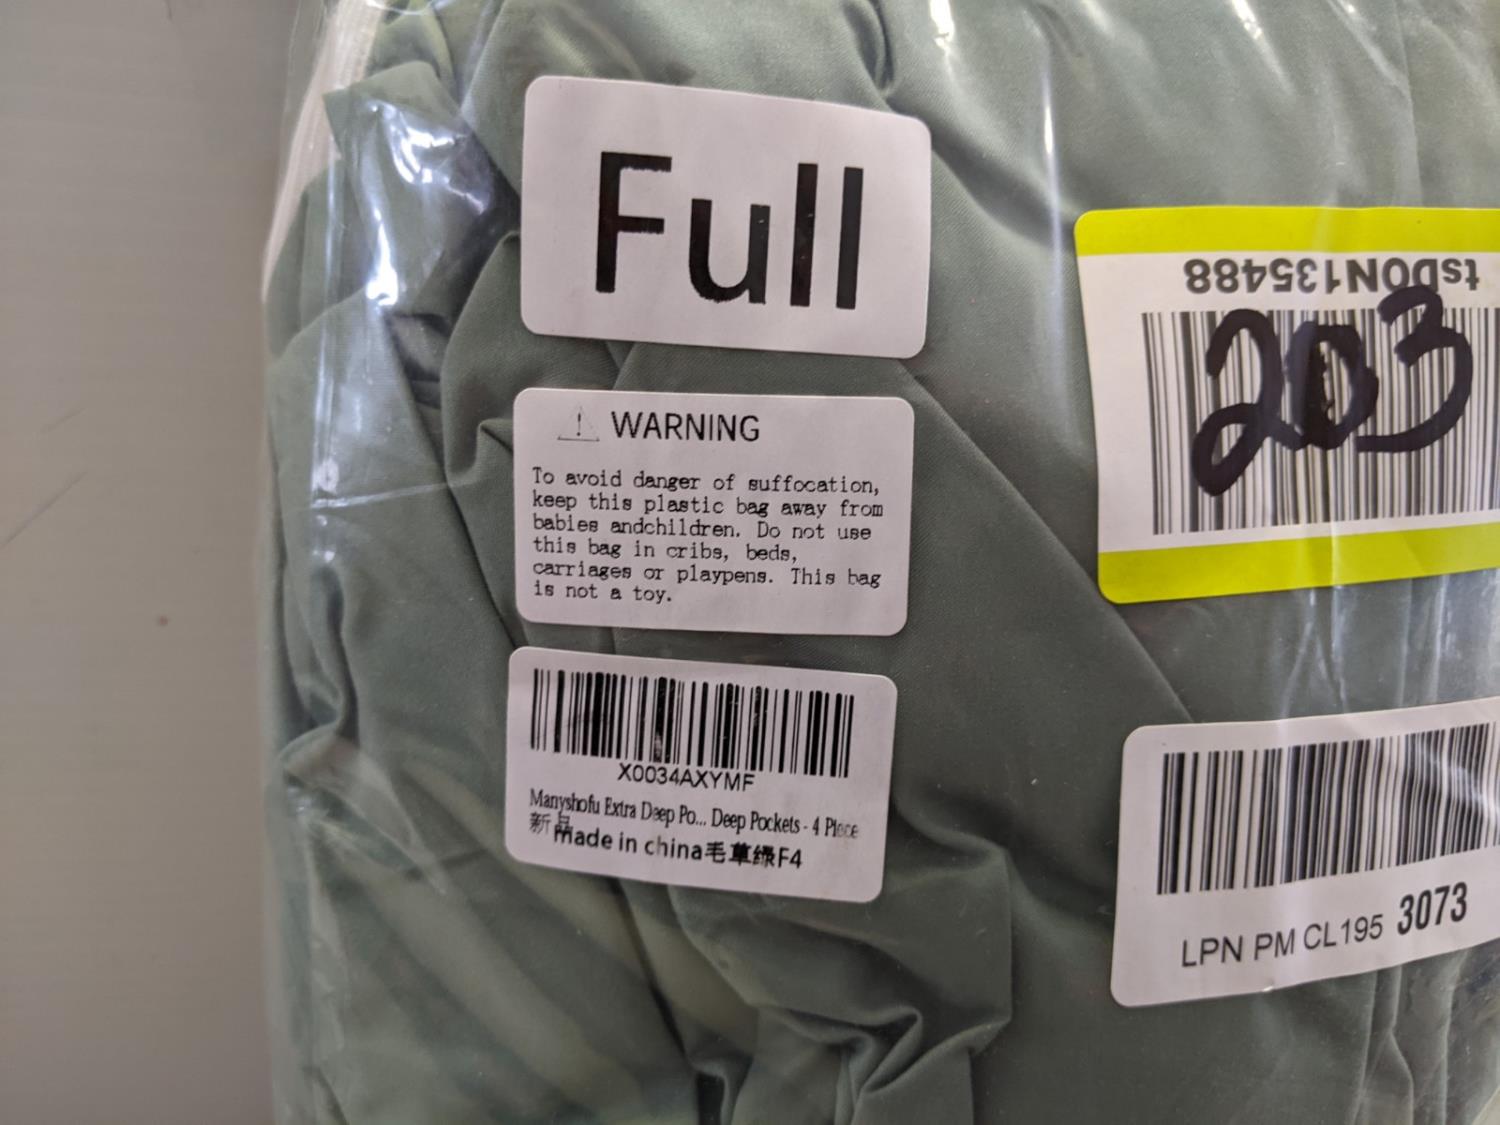 Full
WARNING
To avoid danger of suffocation,
keep this plastic bag away from
babies andchildren. Do not use
this bag in cribs, beds,
carriages or playpens. This bag
is not a toy.
X0034AXYMF
Manyshofu Extra Deep Po... Deep Pockets - 4 Piece
新品
made in china毛草绿F4
tsDON135488
203
LPN PM CL195 3073